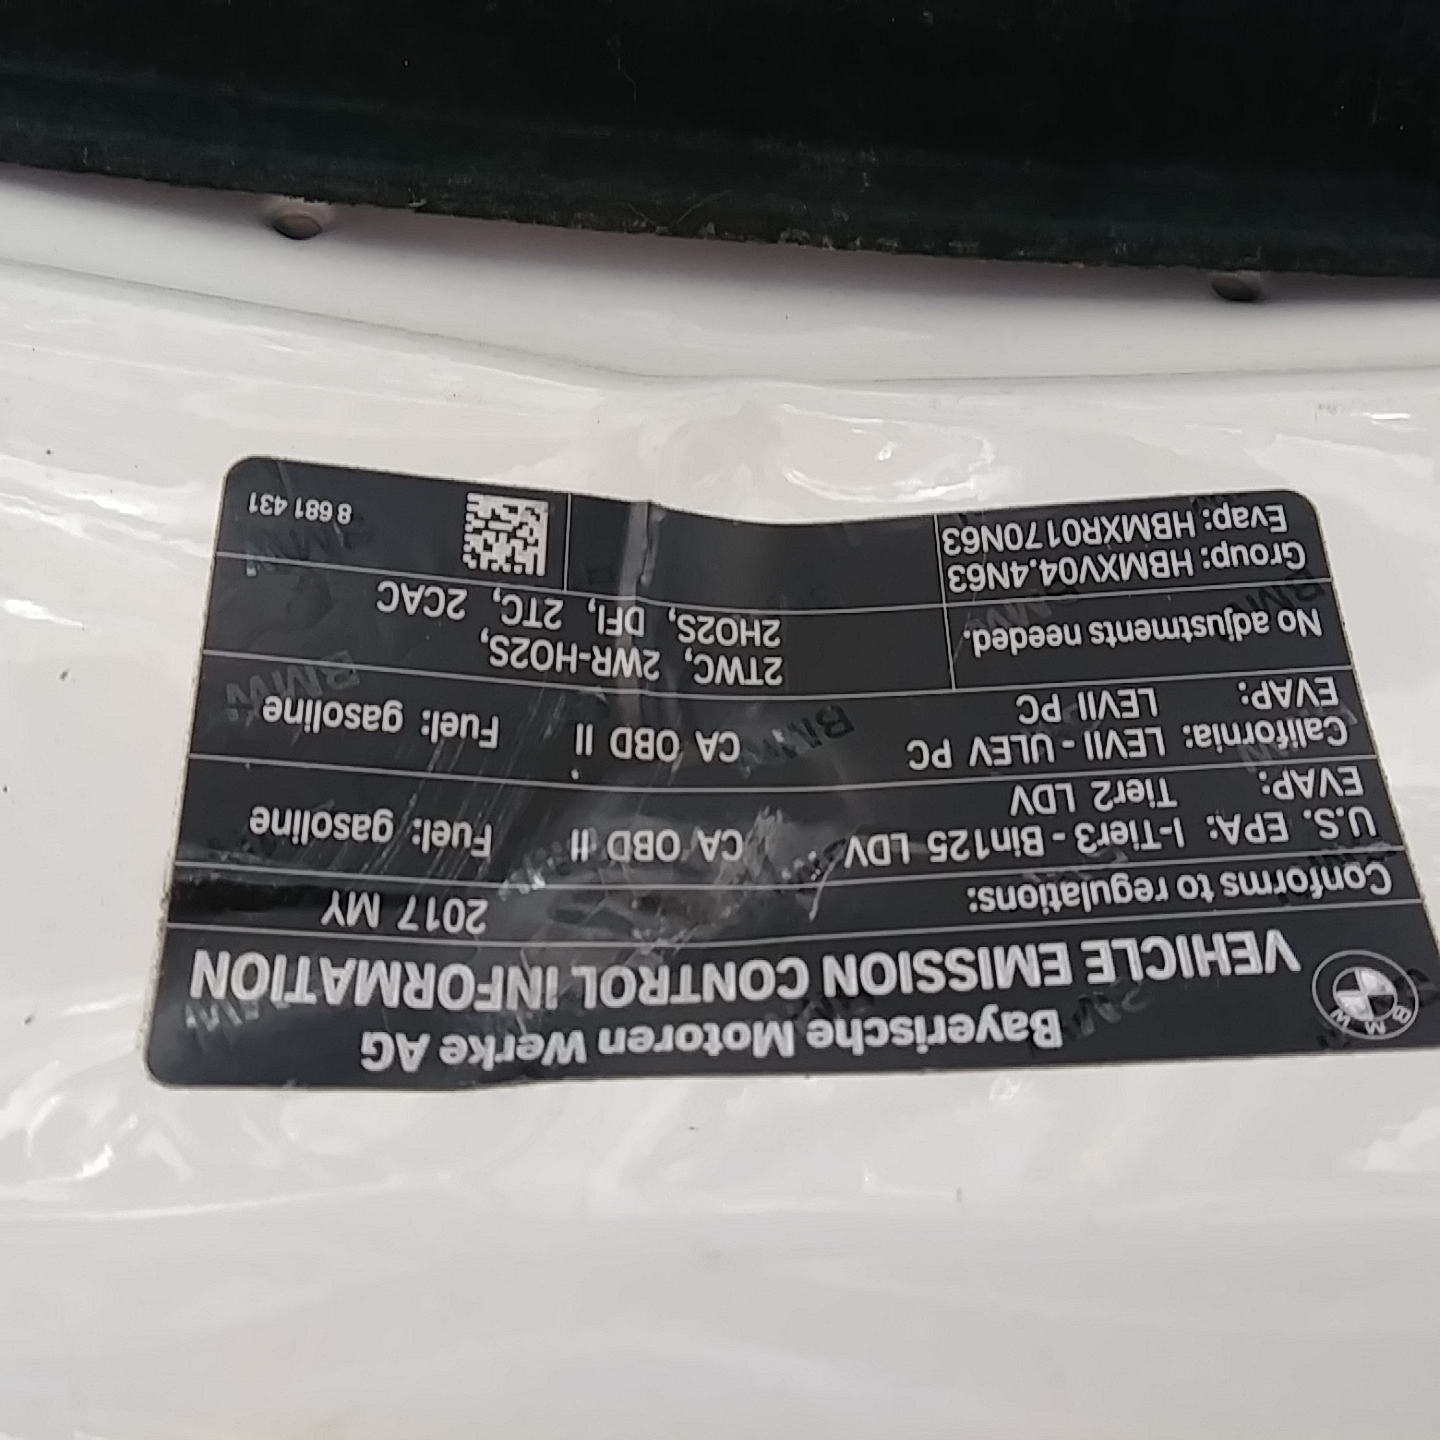 BMW
Bayerische Motoren Werke AG
VEHICLE EMISSION CONTROL INFORMATION
Conforms to regulations: 2017 MY
U.S. EPA: I-Tier3 - Bin125 LDV CA OBD II Fuel: gasoline
EVAP: Tier2 LDV
California: LEVII - ULEV PC CA OBD II Fuel: gasoline
EVAP: LEVII PC
No adjustments needed. 2TWC, 2WR-HO2S,
2HO2S, DFI, 2TC, 2CAC
Group: HBMXV04.4N63
Evap: HBMXR0170N63
8 681 431